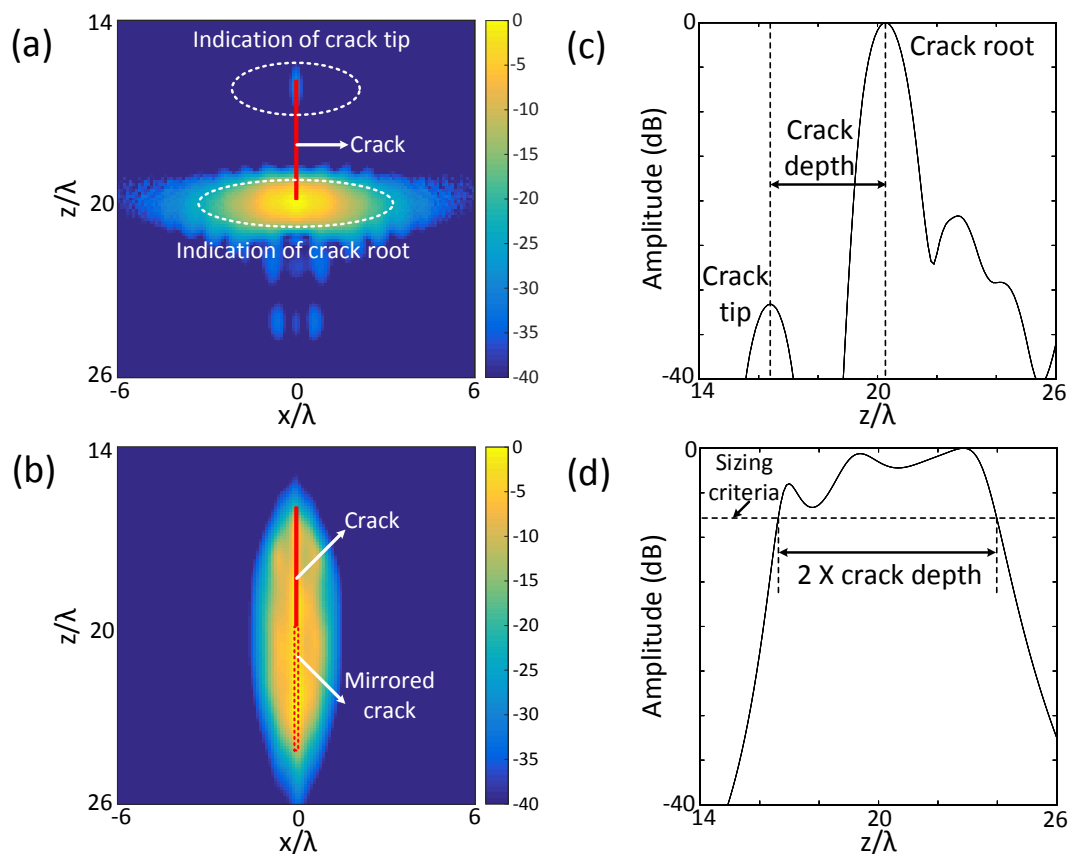 (a)
14
20
26
z/λ
Indication of crack tip
Crack
Indication of crack root
-6
0
6
x/λ
0
-5
-10
-15
-20
-25
-30
-35
-40
(c)
0
-40
Amplitude (dB)
Crack root
Crack
depth
Crack
tip
14
20
26
z/λ
(b)
14
20
26
z/λ
Crack
Mirrored
crack
-6
0
6
x/λ
0
-5
-10
-15
-20
-25
-30
-35
-40
(d)
0
-40
Amplitude (dB)
Sizing
criteria
2 X crack depth
14
20
26
z/λ